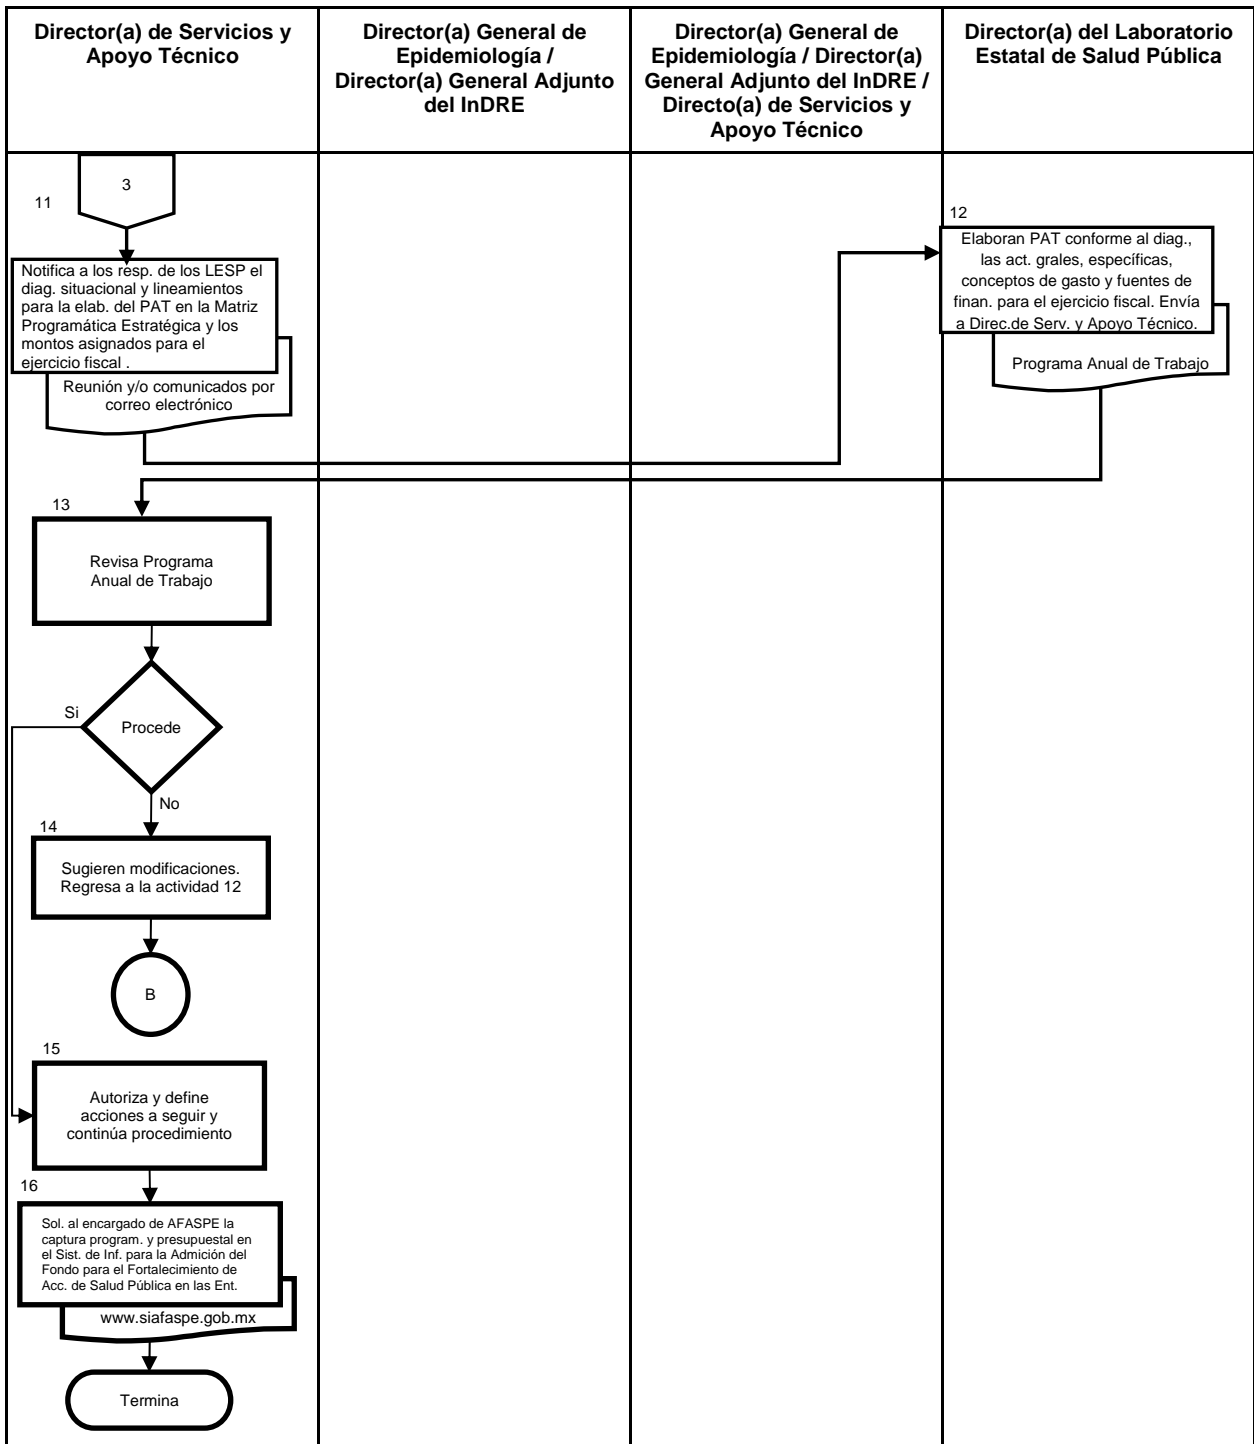 Director(a) de Servicios y
Apoyo Técnico
Director(a) General de
Epidemiología /
Director(a) General Adjunto
del InDRE
Director(a) General de
Epidemiología / Director(a)
General Adjunto del InDRE /
Directo(a) de Servicios y
Apoyo Técnico
Director(a) del Laboratorio
Estatal de Salud Pública
3
11
Notifica a los resp. de los LESP el
diag. situacional y lineamientos
para la elab. del PAT en la Matriz
Programática Estratégica y los
montos asignados para el
ejercicio fiscal .
Reunión y/o comunicados por
correo electrónico
12
Elaboran PAT conforme al diag.,
las act. grales, específicas,
conceptos de gasto y fuentes de
finan. para el ejercicio fiscal. Envía
a Direc.de Serv. y Apoyo Técnico.
Programa Anual de Trabajo
13
Revisa Programa
Anual de Trabajo
Si
Procede
No
14
Sugieren modificaciones.
Regresa a la actividad 12
B
15
Autoriza y define
acciones a seguir y
continúa procedimiento
16
Sol. al encargado de AFASPE la
captura program. y presupuestal en
el Sist. de Inf. para la Admición del
Fondo para el Fortalecimiento de
Acc. de Salud Pública en las Ent.
www.siafaspe.gob.mx
Termina